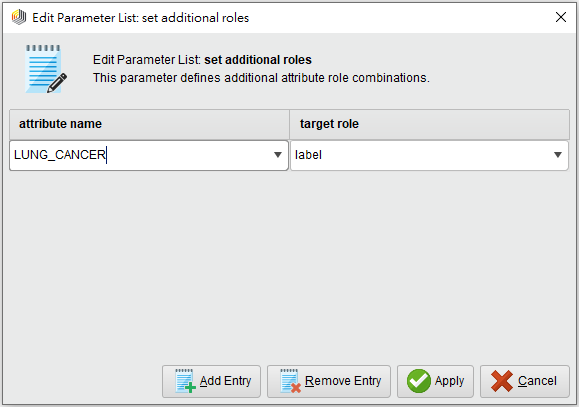 Edit Parameter List: set additional roles
Edit Parameter List: set additional roles
This parameter defines additional attribute role combinations.
attribute name target role
LUNG_CANCER label
Add Entry Remove Entry Apply Cancel